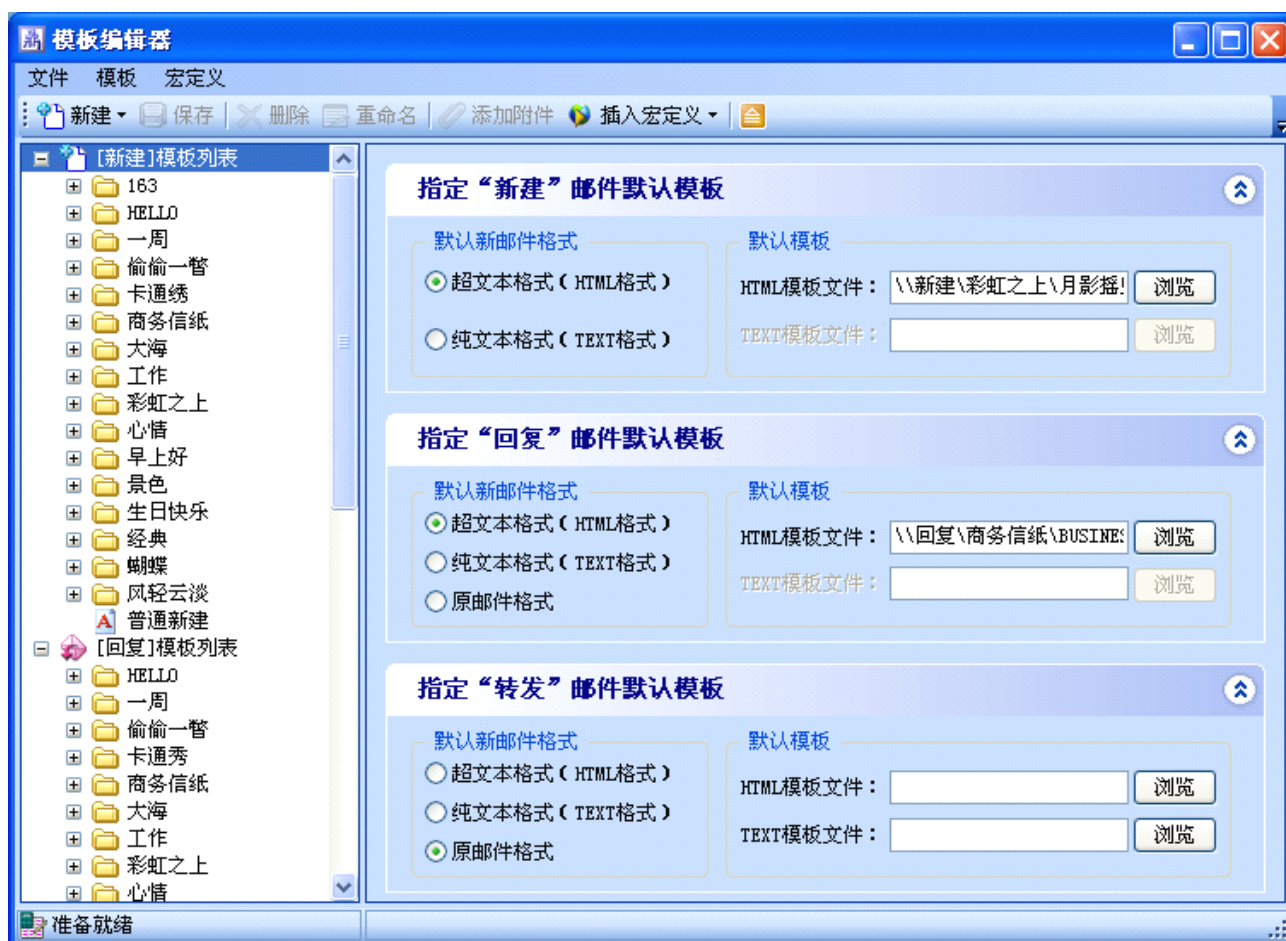 模板编辑器
文件 模板 宏定义
新建 保存 删除 重命名 添加附件 插入宏定义
[新建]模板列表
163
HELLO
一周
偷偷一瞥
卡通绣
商务信纸
大海
工作
彩虹之上
心情
早上好
景色
生日快乐
经典
蝴蝶
风轻云淡
普通新建
[回复]模板列表
HELLO
一周
偷偷一瞥
卡通秀
商务信纸
大海
工作
彩虹之上
心情
指定“新建”邮件默认模板
默认新邮件格式
超文本格式(HTML格式)
纯文本格式(TEXT格式)
默认模板
HTML模板文件: \\新建\彩虹之上\月影摇 浏览
TEXT模板文件: 浏览
指定“回复”邮件默认模板
默认新邮件格式
超文本格式(HTML格式)
纯文本格式(TEXT格式)
原邮件格式
默认模板
HTML模板文件: \\回复\商务信纸\BUSINES 浏览
TEXT模板文件: 浏览
指定“转发”邮件默认模板
默认新邮件格式
超文本格式(HTML格式)
纯文本格式(TEXT格式)
原邮件格式
默认模板
HTML模板文件: 浏览
TEXT模板文件: 浏览
准备就绪